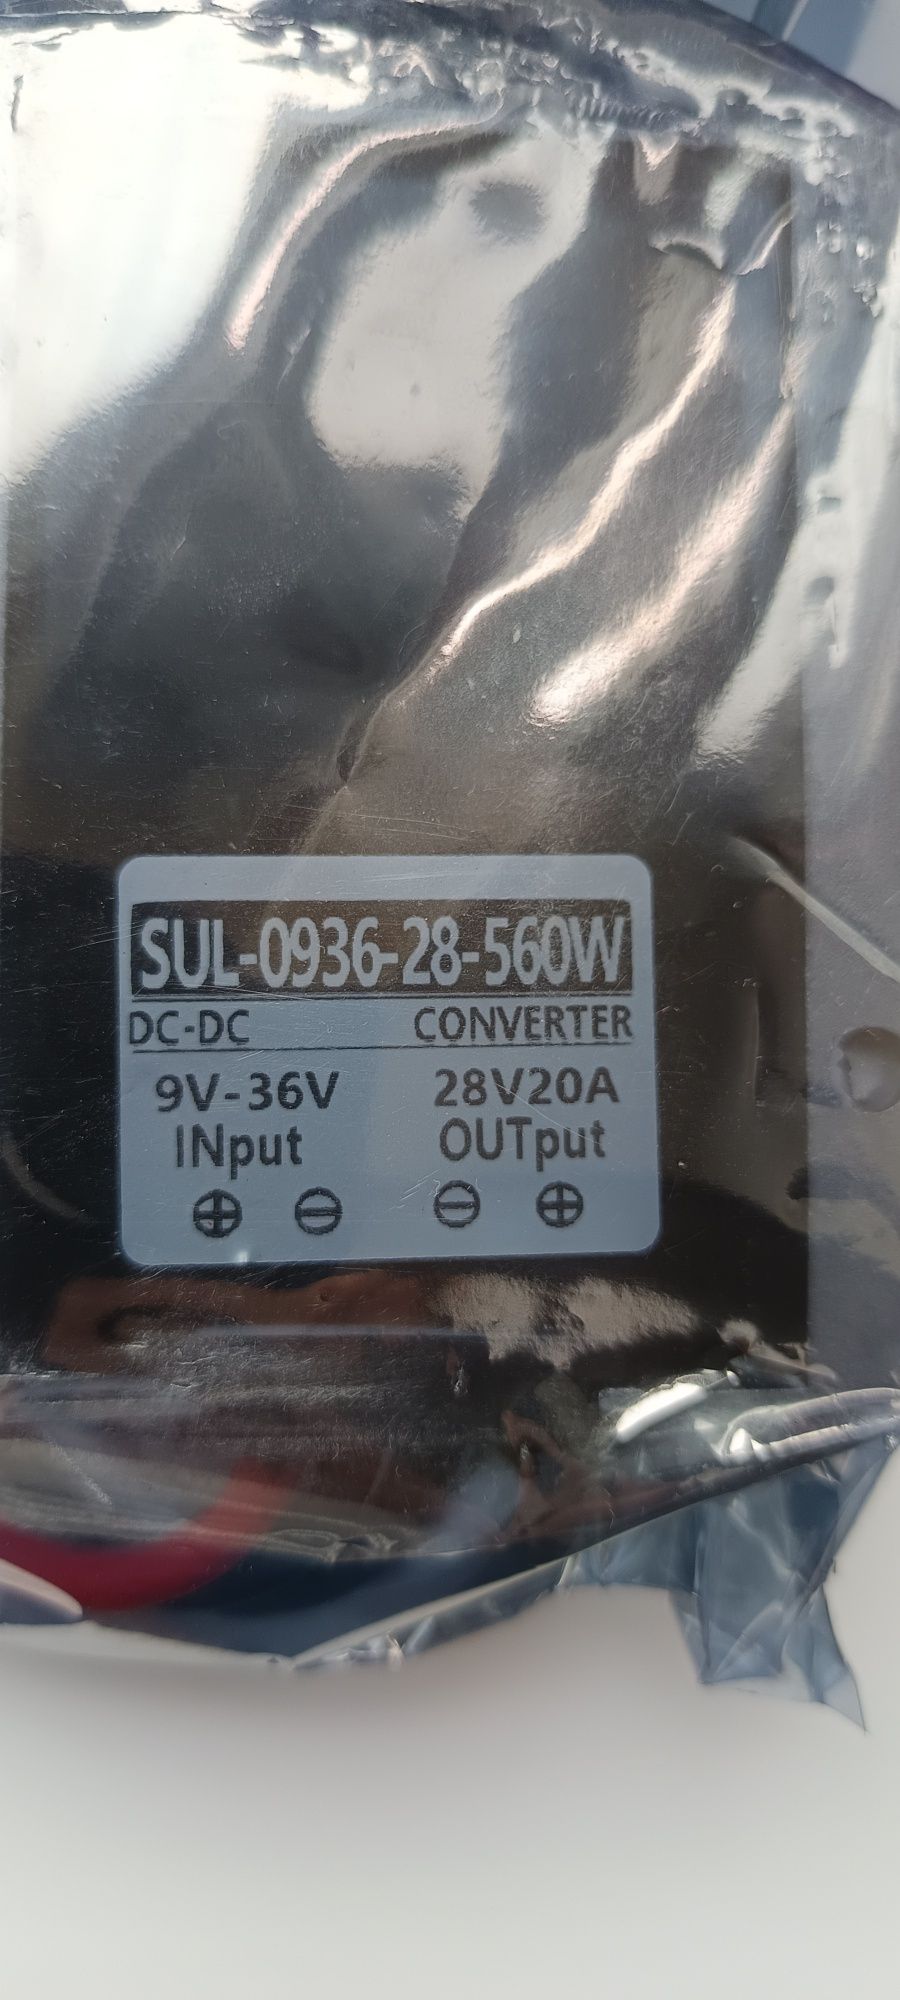 SUL-0936-28-560W
DC-DC CONVERTER
9V-36V 28V20A
INput OUTput
⊕ ⊖ ⊖ ⊕